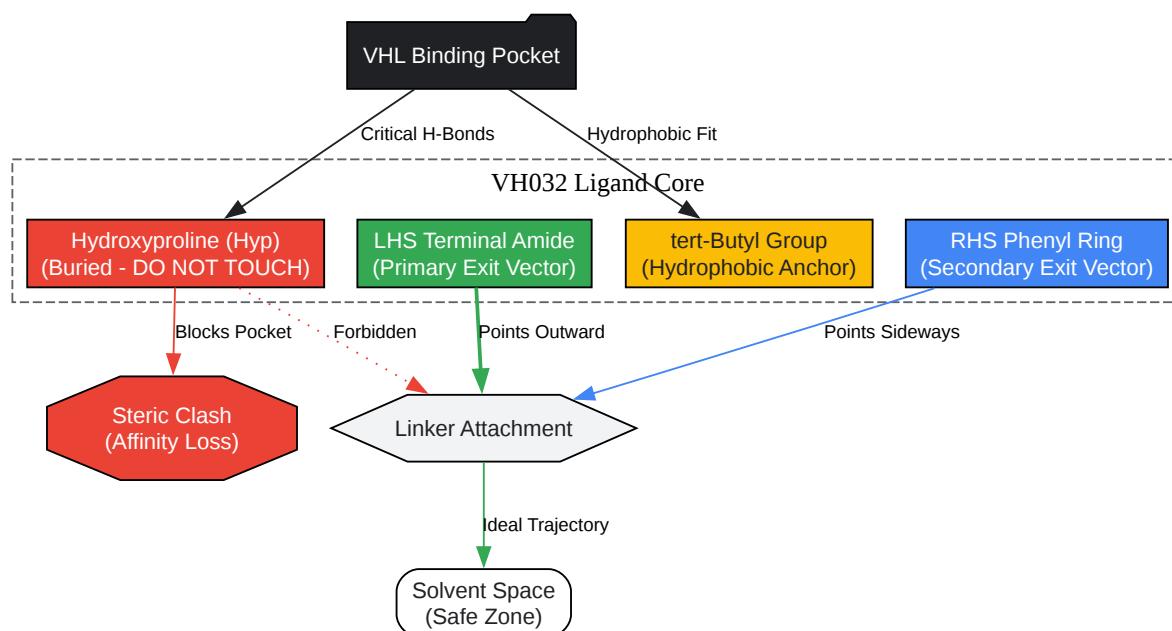 VHL Binding Pocket
Critical H-Bonds
Hydrophobic Fit
VH032 Ligand Core
Hydroxyproline (Hyp)
(Buried - DO NOT TOUCH)
LHS Terminal Amide
(Primary Exit Vector)
tert-Butyl Group
(Hydrophobic Anchor)
RHS Phenyl Ring
(Secondary Exit Vector)
Blocks Pocket
Forbidden
Points Outward
Points Sideways
Steric Clash
(Affinity Loss)
Linker Attachment
Ideal Trajectory
Solvent Space
(Safe Zone)